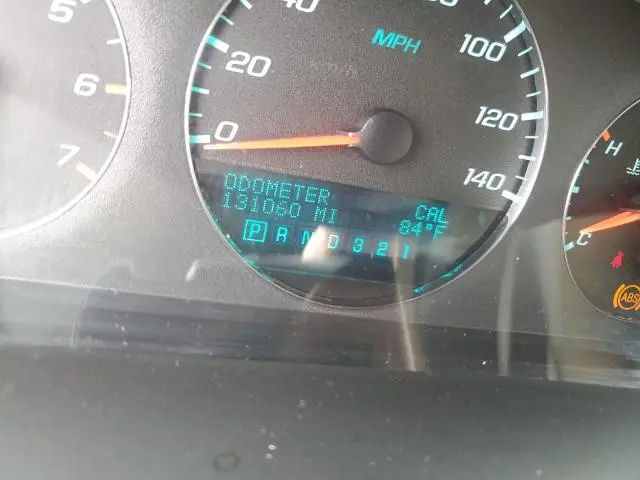 5
6
7
40
MPH
km/h
20
100
0
120
140
ODOMETER
131060 MI
CAL
84°F
P R N D 3 2 1
H
C
ABS